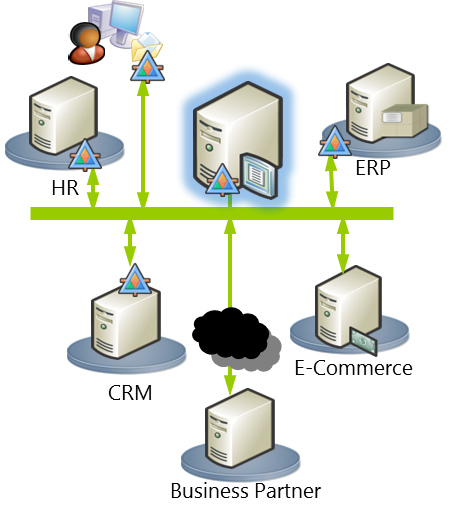 HR
ERP
E-Commerce
CRM
Business Partner